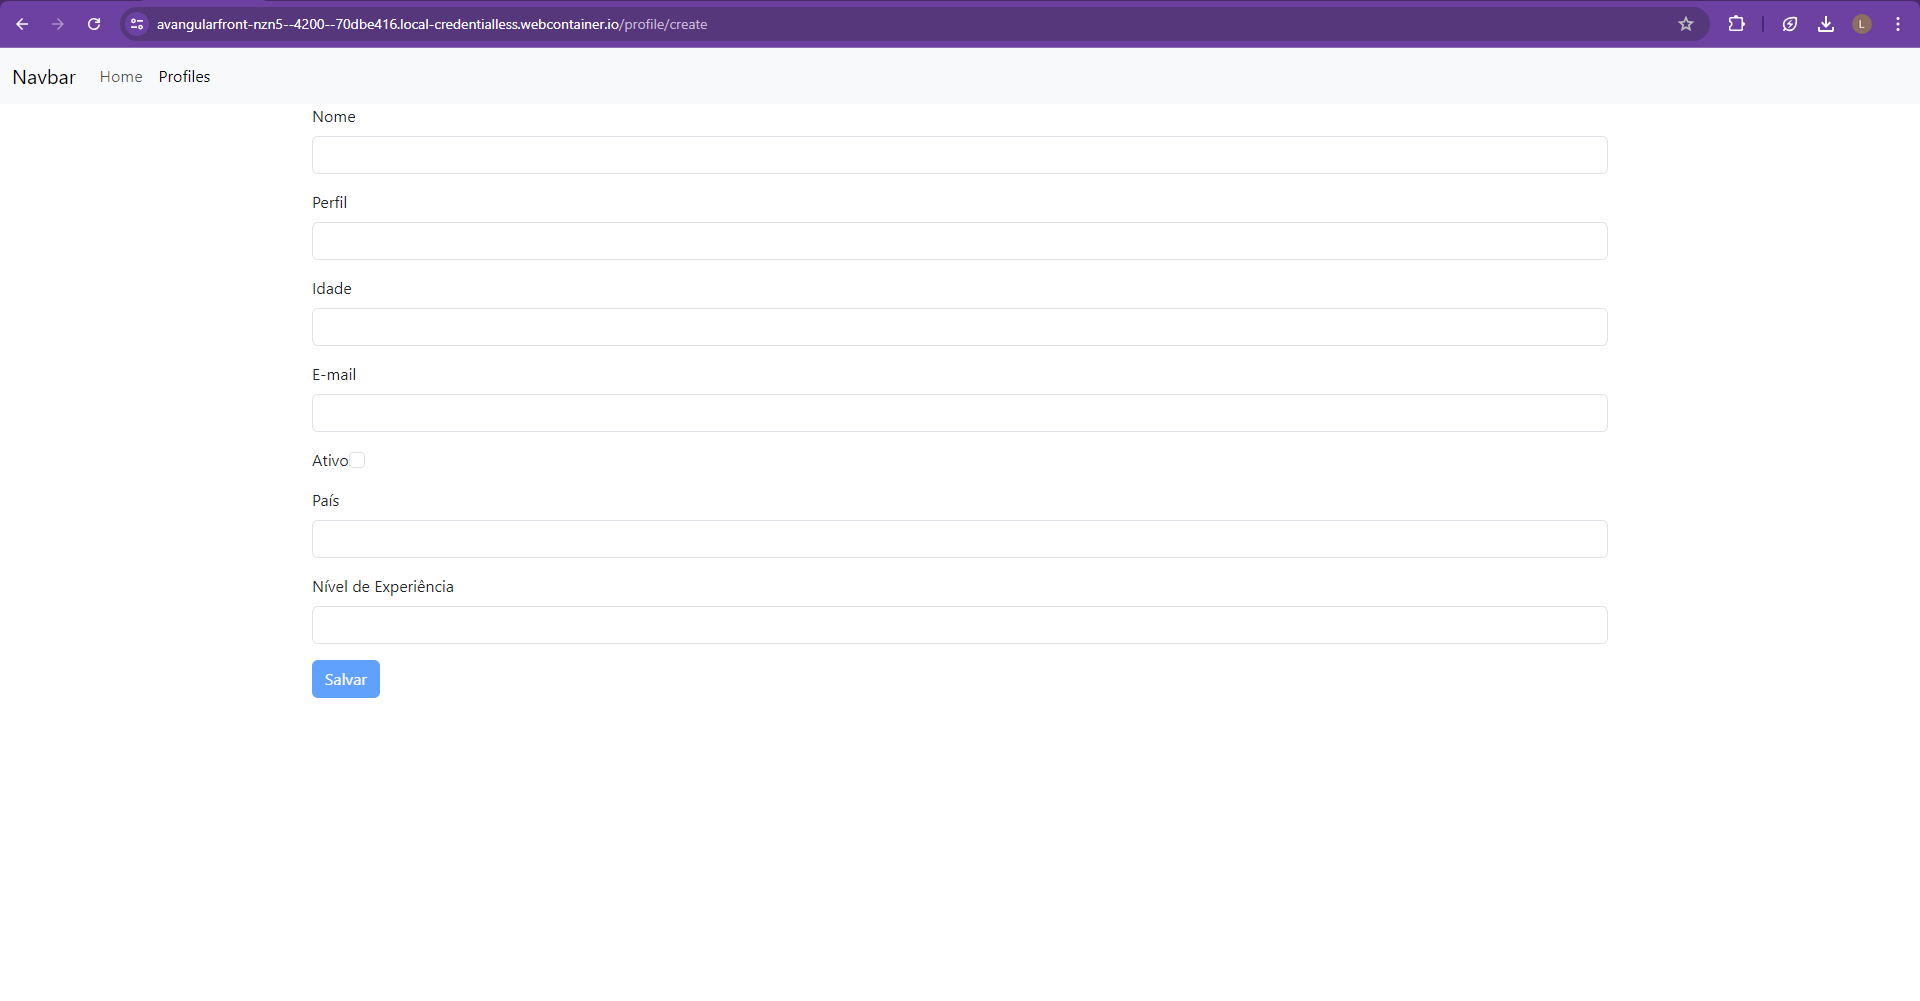 avangularfront-nzn5--4200--70dbe416.local-credentialless.webcontainer.io/profile/create
L
Navbar Home Profiles
Nome
Perfil
Idade
E-mail
Ativo
País
Nível de Experiência
Salvar